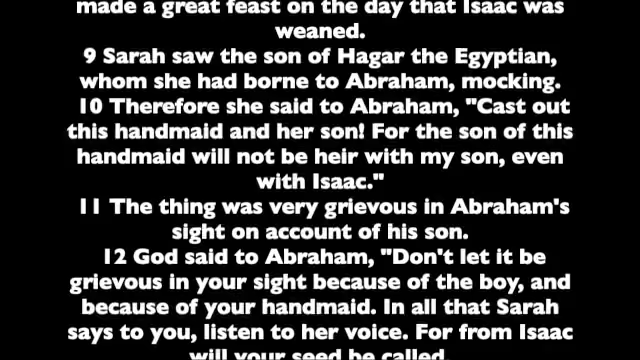 made a great feast on the day that Isaac was
weaned.
9 Sarah saw the son of Hagar the Egyptian,
whom she had borne to Abraham, mocking.
10 Therefore she said to Abraham, "Cast out
this handmaid and her son! For the son of this
handmaid will not be heir with my son, even
with Isaac."
11 The thing was very grievous in Abraham's
sight on account of his son.
12 God said to Abraham, "Don't let it be
grievous in your sight because of the boy, and
because of your handmaid. In all that Sarah
says to you, listen to her voice. For from Isaac
will your seed be called.